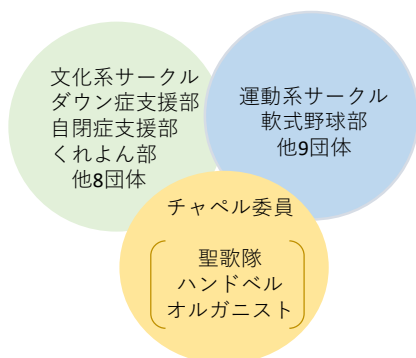 文化系サークル
ダウン症支援部
自閉症支援部
くれよん部
他8団体
運動系サークル
軟式野球部
他9団体
チャペル委員
聖歌隊
ハンドベル
オルガニスト